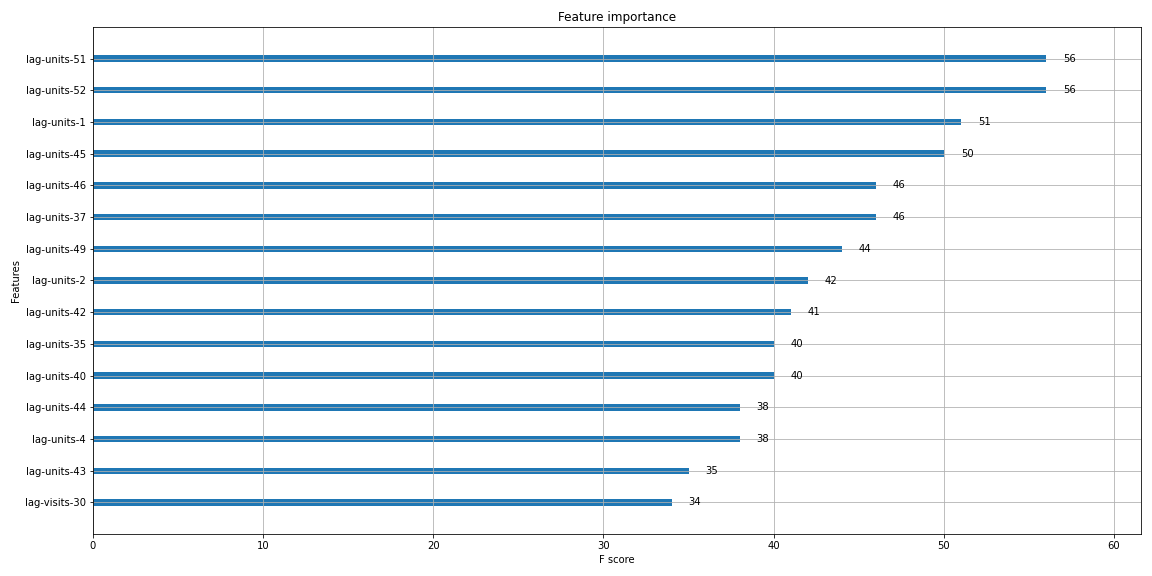 Feature importance
Features
lag-units-51 56
lag-units-52 56
lag-units-1 51
lag-units-45 50
lag-units-46 46
lag-units-37 46
lag-units-49 44
lag-units-2 42
lag-units-42 41
lag-units-35 40
lag-units-40 40
lag-units-44 38
lag-units-4 38
lag-units-43 35
lag-visits-30 34
0 10 20 30 40 50 60
F score